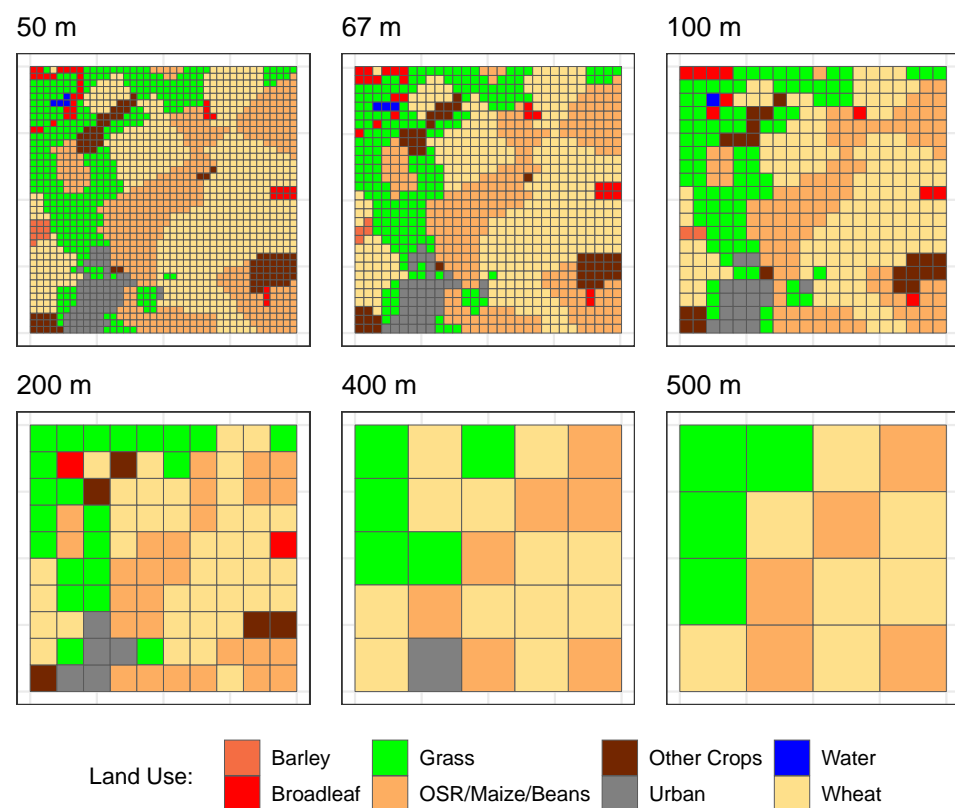 50 m
67 m
100 m
200 m
400 m
500 m
Land Use:
Barley
Grass
Other Crops
Water
Broadleaf
OSR/Maize/Beans
Urban
Wheat